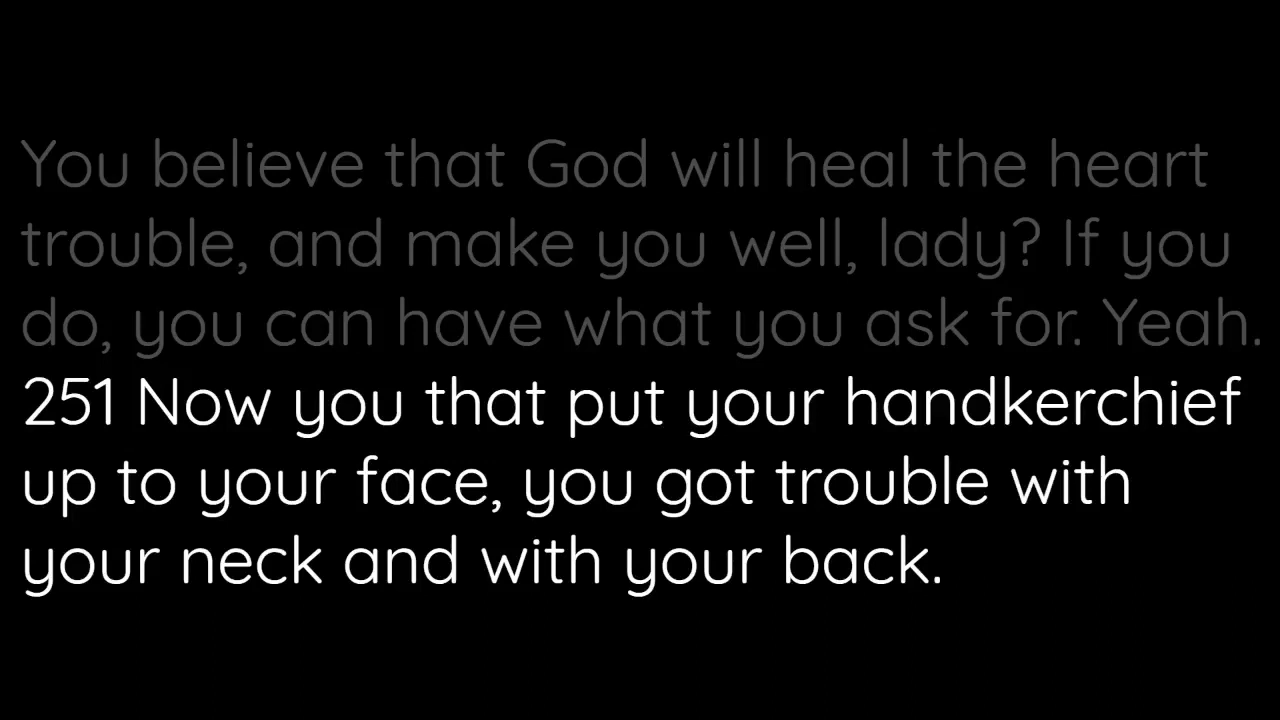 You believe that God will heal the heart
trouble, and make you well, lady? If you
do, you can have what you ask for. Yeah.
251 Now you that put your handkerchief
up to your face, you got trouble with
your neck and with your back.